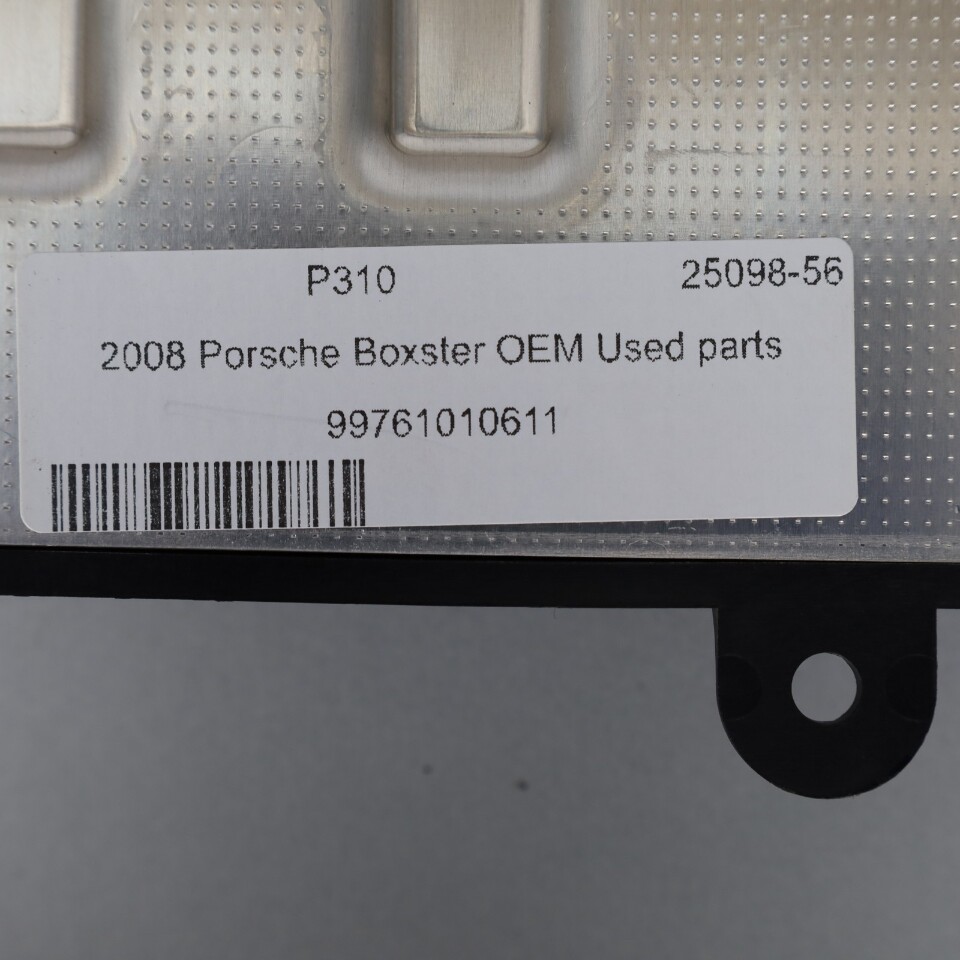 P310 25098-56
2008 Porsche Boxster OEM Used parts
99761010611